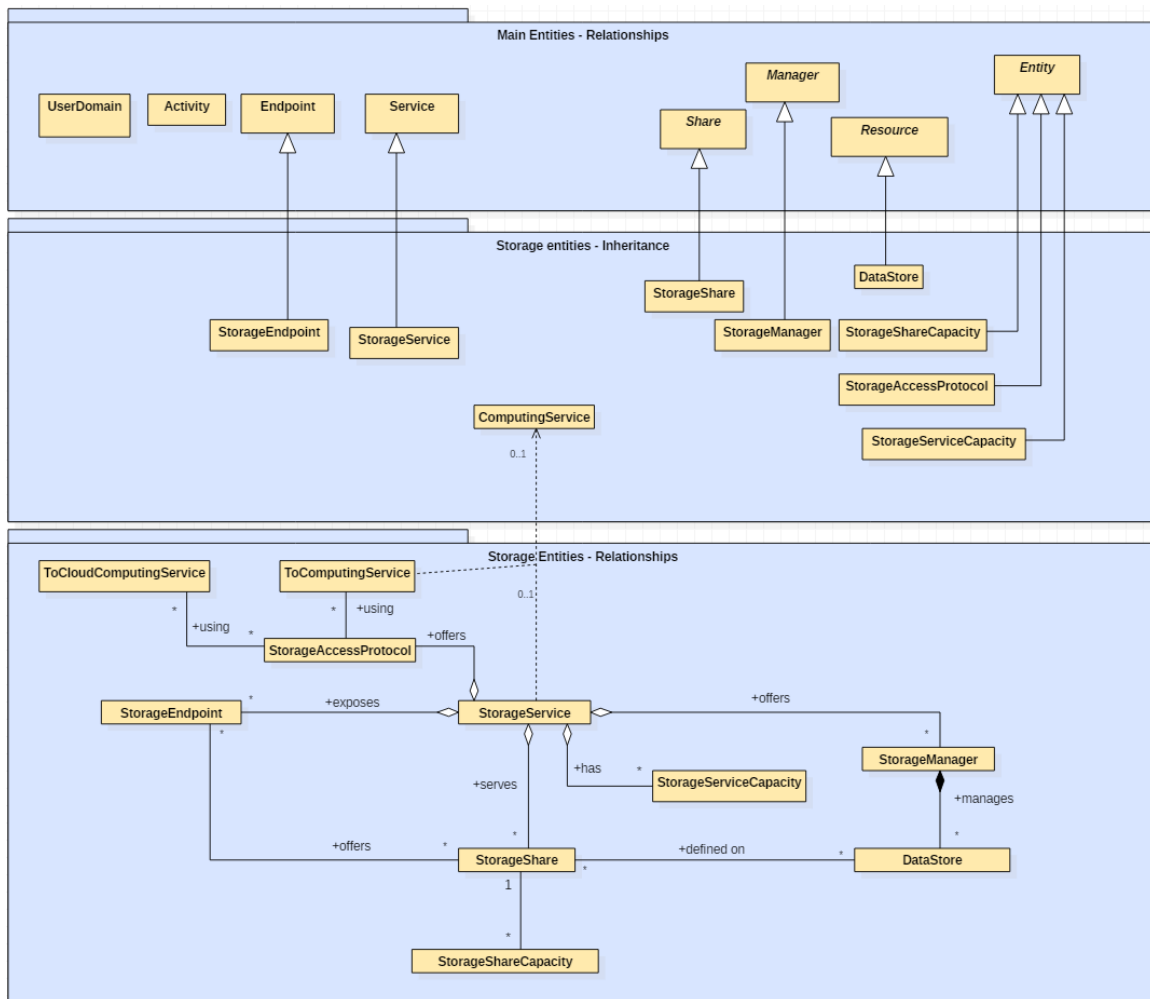 Main Entities - Relationships
UserDomain
Activity
Endpoint
Service
Share
Manager
Resource
Entity
Storage entities - Inheritance
StorageEndpoint
StorageService
StorageShare
StorageManager
DataStore
StorageShareCapacity
StorageAccessProtocol
StorageServiceCapacity
ComputingService
0..1
Storage Entities - Relationships
ToCloudComputingService
ToComputingService
0..1
*
+using
*
*
+using
+offers
StorageAccessProtocol
StorageEndpoint
*
*
+exposes
StorageService
+offers
*
StorageManager
+has
*
StorageServiceCapacity
+serves
*
+manages
*
+offers
*
StorageShare
*
+defined on
*
DataStore
1
*
StorageShareCapacity